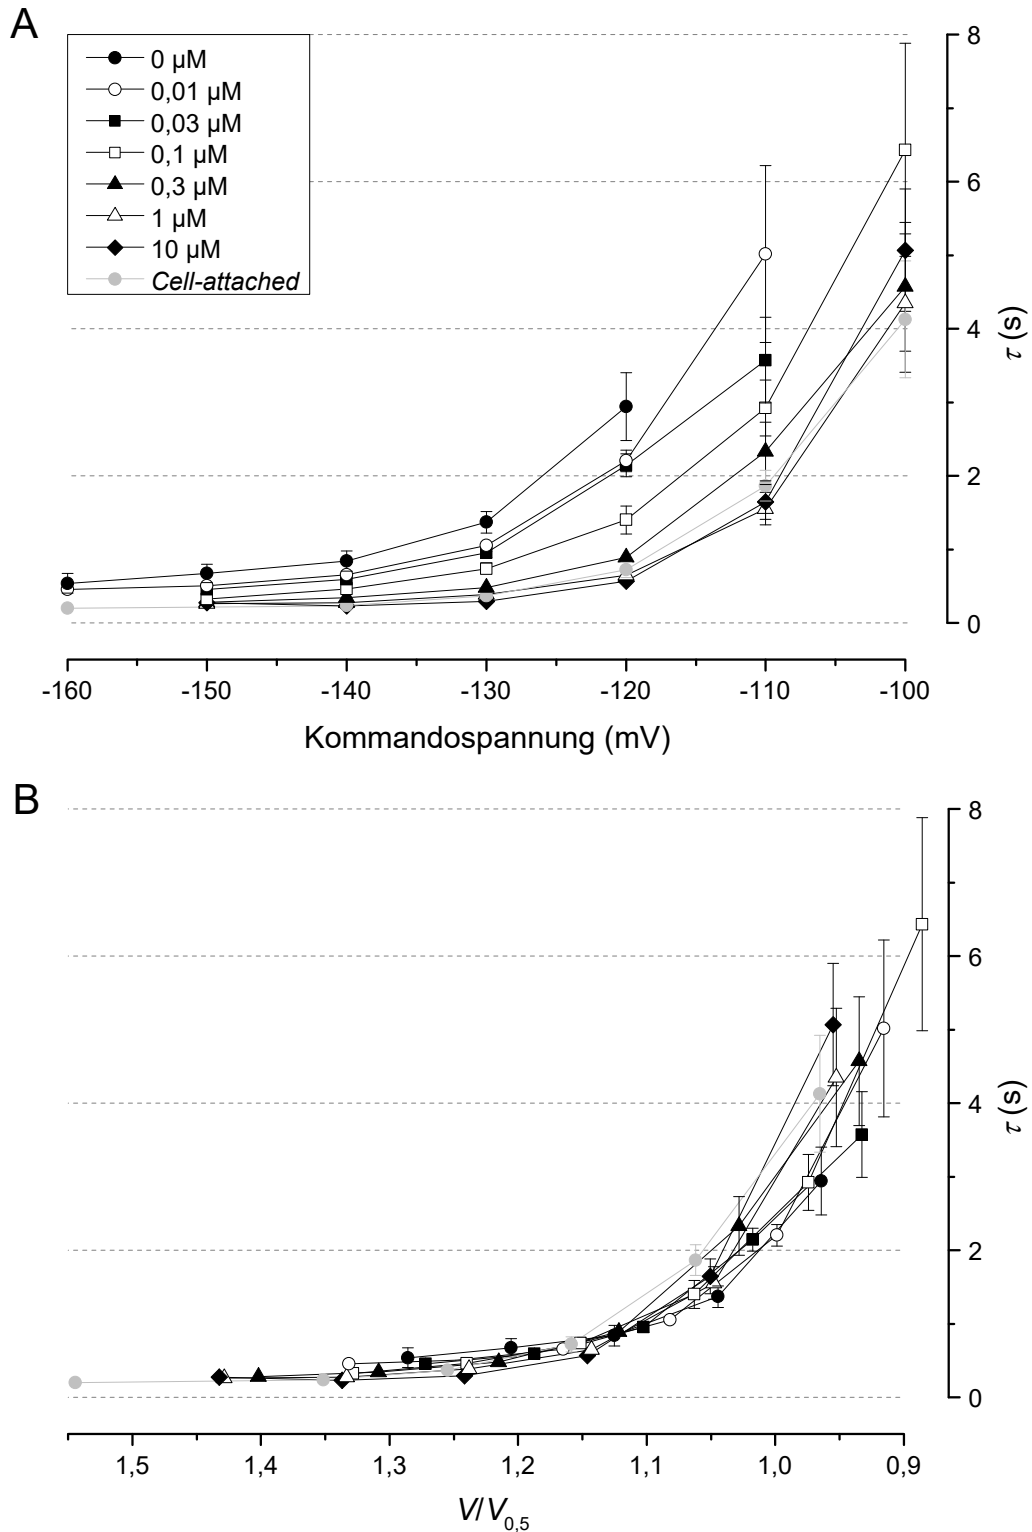 A
0 µM
0,01 µM
0,03 µM
0,1 µM
0,3 µM
1 µM
10 µM
Cell-attached
8
6
4
2
0
τ (s)
-160 -150 -140 -130 -120 -110 -100
Kommandospannung (mV)
B
8
6
4
2
0
τ (s)
1,5 1,4 1,3 1,2 1,1 1,0 0,9
V/V0,5